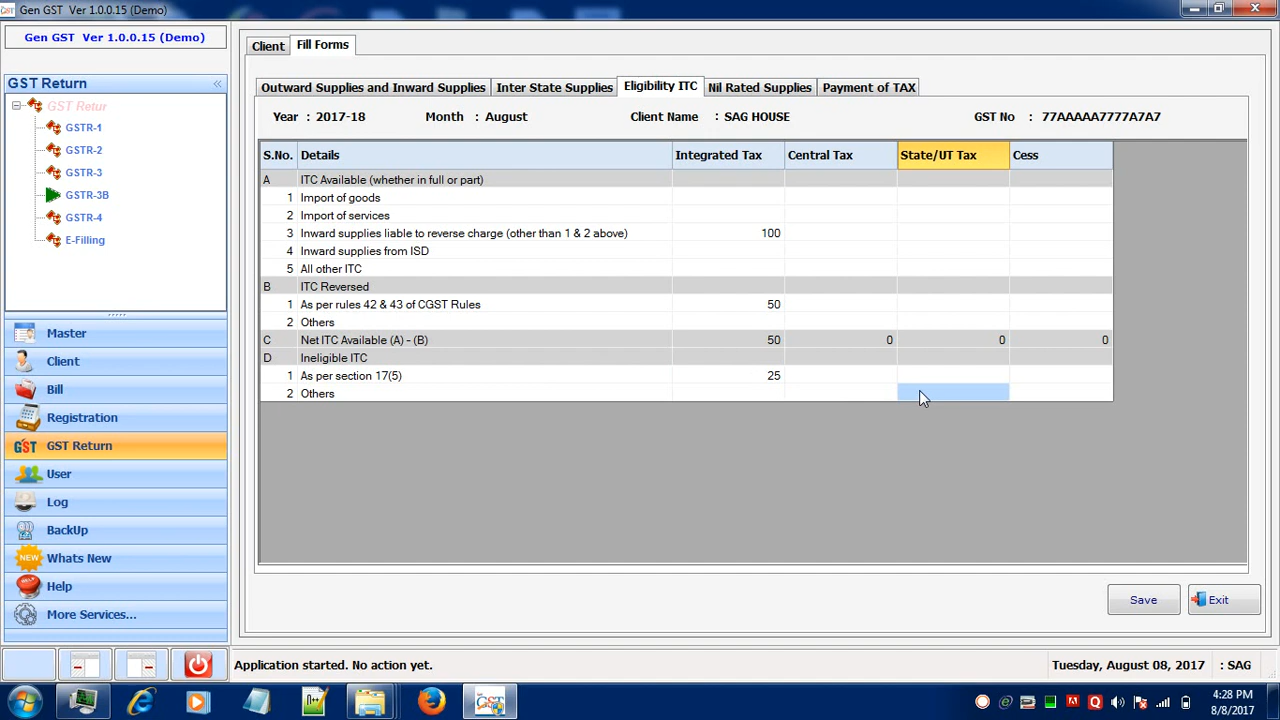 Gen GST Ver 1.0.0.15 (Demo)
Gen GST Ver 1.0.0.15 (Demo)
GST Return
GST Retur
GSTR-1
GSTR-2
GSTR-3
GSTR-3B
GSTR-4
E-Filling
Master
Client
Bill
Registration
GST GST Return
User
Log
BackUp
NEW Whats New
Help
More Services...
Client Fill Forms
Outward Supplies and Inward Supplies Inter State Supplies Eligibility ITC Nil Rated Supplies Payment of TAX
Year : 2017-18 Month : August Client Name : SAG HOUSE GST No : 77AAAAA7777A7A7
S.No. Details Integrated Tax Central Tax State/UT Tax Cess
A ITC Available (whether in full or part)
1 Import of goods
2 Import of services
3 Inward supplies liable to reverse charge (other than 1 & 2 above) 100
4 Inward supplies from ISD
5 All other ITC
B ITC Reversed
1 As per rules 42 & 43 of CGST Rules 50
2 Others
C Net ITC Available (A) - (B) 50 0 0 0
D Ineligible ITC
1 As per section 17(5) 25
2 Others
Save Exit
Application started. No action yet. Tuesday, August 08, 2017 : SAG
4:28 PM
8/8/2017